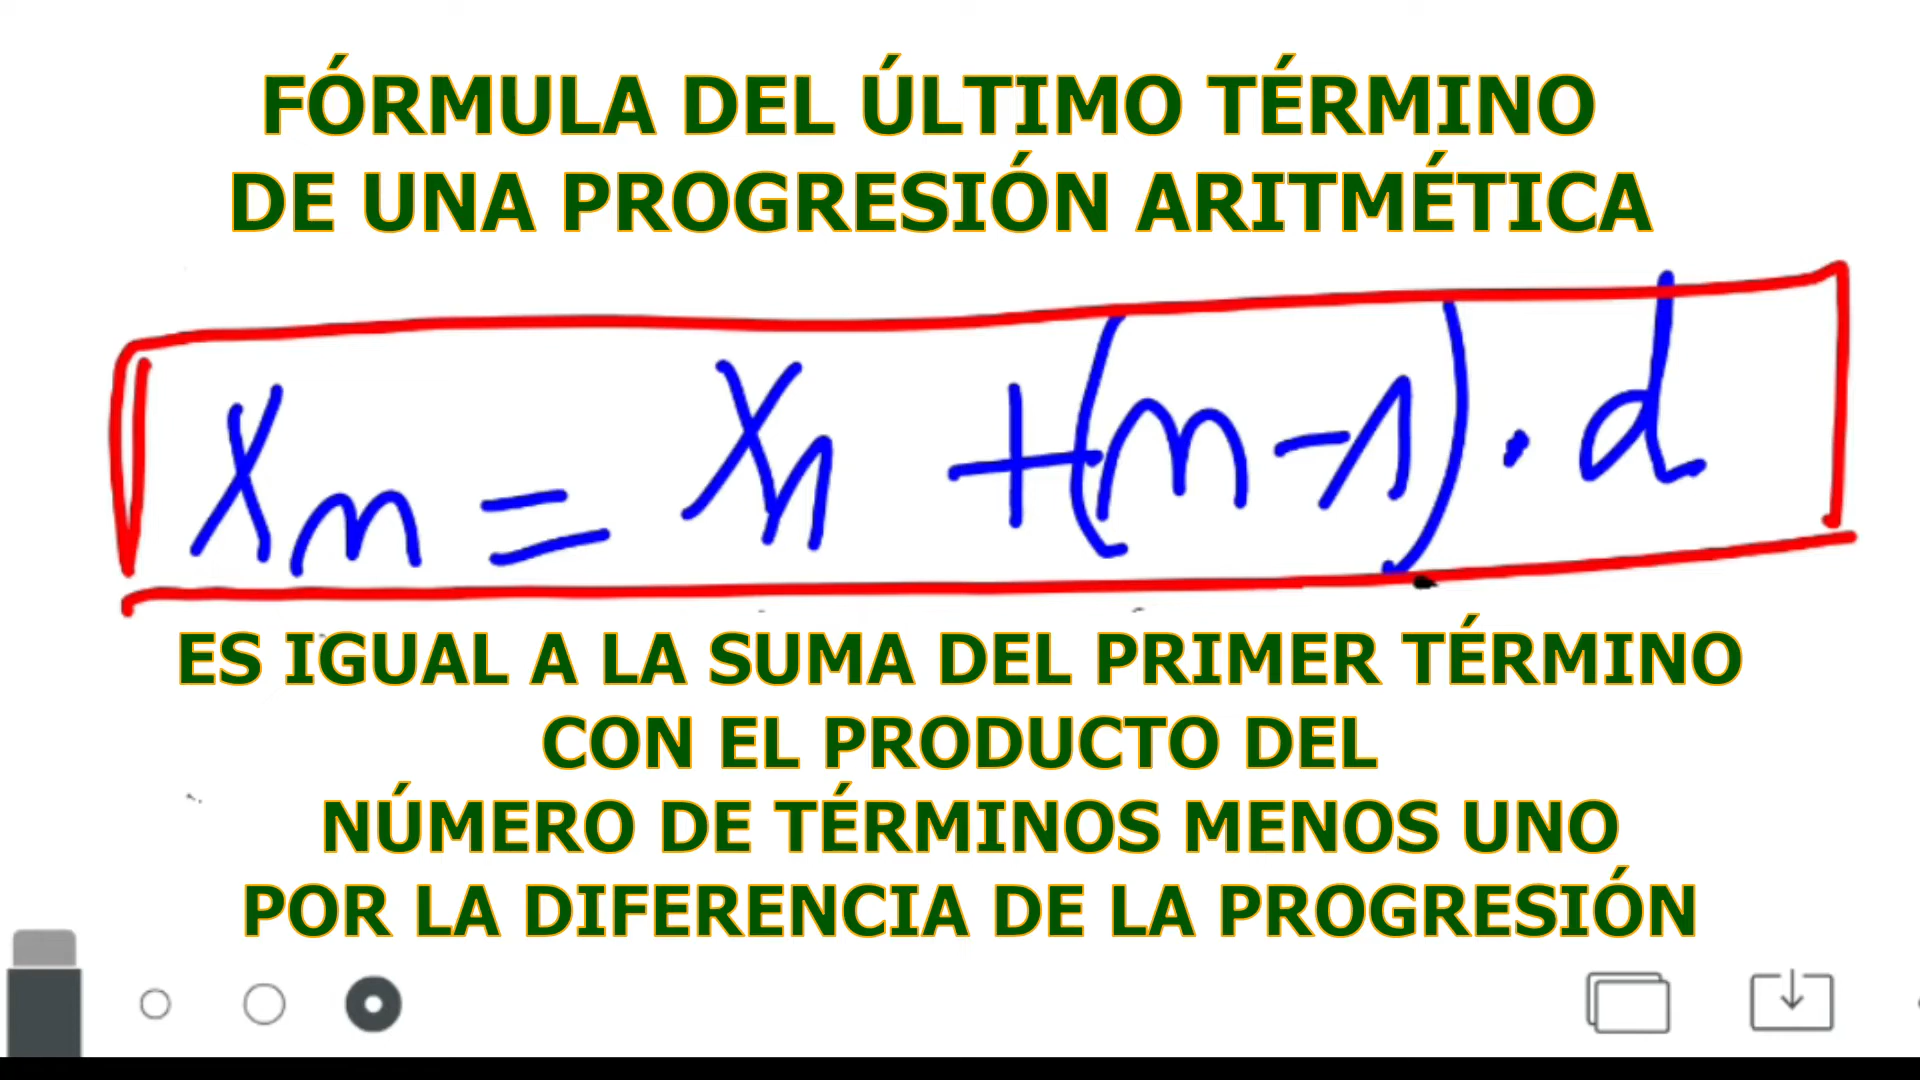 FÓRMULA DEL ÚLTIMO TÉRMINO
DE UNA PROGRESIÓN ARITMÉTICA
Xn = X1 + (n-1) · d
ES IGUAL A LA SUMA DEL PRIMER TÉRMINO
CON EL PRODUCTO DEL
NÚMERO DE TÉRMINOS MENOS UNO
POR LA DIFERENCIA DE LA PROGRESIÓN